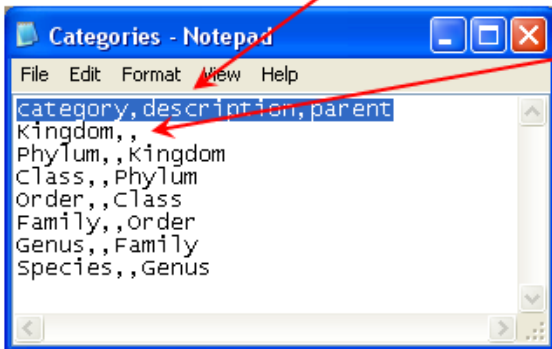 Categories - Notepad
File Edit Format View Help
category,description,parent
Kingdom,,
Phylum,,Kingdom
Class,,Phylum
Order,,Class
Family,,Order
Genus,,Family
Species,,Genus